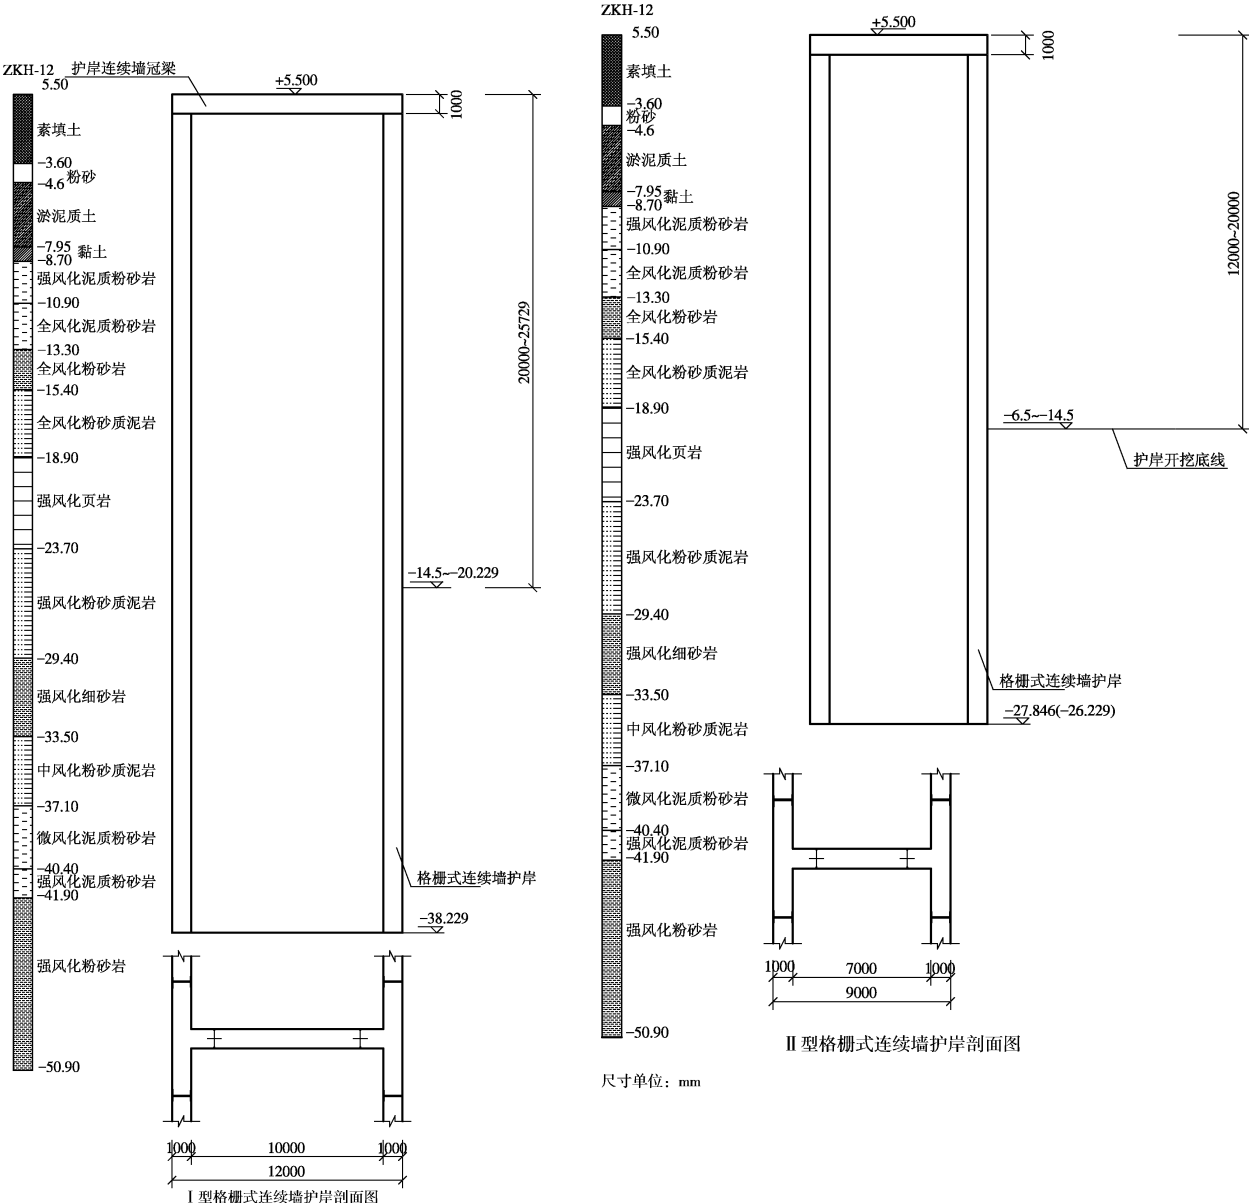 ZKH-12
5.50
护岸连续墙冠梁
+5.500
1000
素填土
−3.60
粉砂
−4.6
淤泥质土
−7.95
黏土
−8.70
强风化泥质粉砂岩
−10.90
全风化泥质粉砂岩
−13.30
全风化粉砂岩
−15.40
全风化粉砂质泥岩
−18.90
强风化页岩
−23.70
强风化粉砂质泥岩
−29.40
强风化细砂岩
−33.50
中风化粉砂质泥岩
−37.10
微风化泥质粉砂岩
−40.40
强风化泥质粉砂岩
−41.90
强风化粉砂岩
−50.90
20000~25729
−14.5~−20.229
格栅式连续墙护岸
−38.229
1000 10000 1000
12000
Ⅰ型格栅式连续墙护岸剖面图
ZKH-12
5.50
+5.500
1000
素填土
−3.60
粉砂
−4.6
淤泥质土
−7.95
黏土
−8.70
强风化泥质粉砂岩
−10.90
全风化泥质粉砂岩
−13.30
全风化粉砂岩
−15.40
全风化粉砂质泥岩
−18.90
强风化页岩
−23.70
强风化粉砂质泥岩
−29.40
强风化细砂岩
−33.50
中风化粉砂质泥岩
−37.10
微风化泥质粉砂岩
−40.40
强风化泥质粉砂岩
−41.90
强风化粉砂岩
−50.90
12000~20000
−6.5~−14.5
护岸开挖底线
格栅式连续墙护岸
−27.846(−26.229)
1000 7000 1000
9000
Ⅱ型格栅式连续墙护岸剖面图
尺寸单位：mm